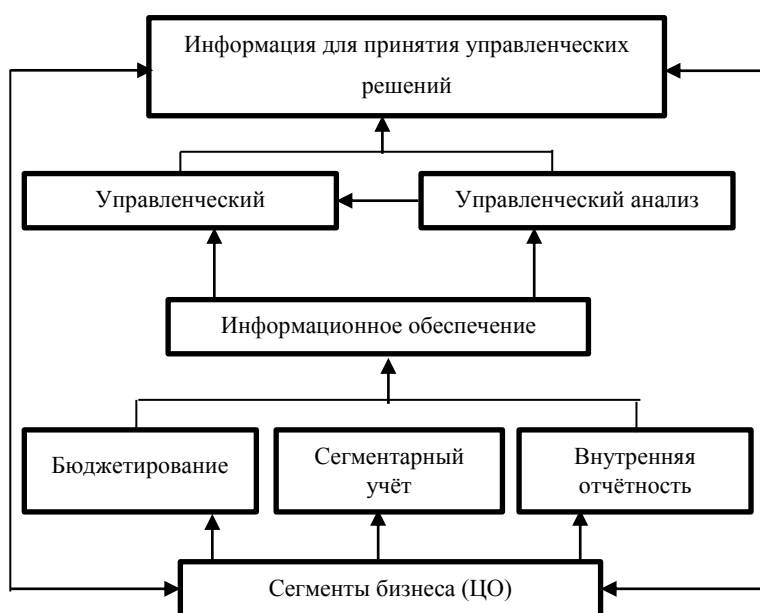 Информация для принятия управленческих
решений
Управленческий
Управленческий анализ
Информационное обеспечение
Бюджетирование
Сегментарный
учёт
Внутренняя
отчётность
Сегменты бизнеса (ЦО)